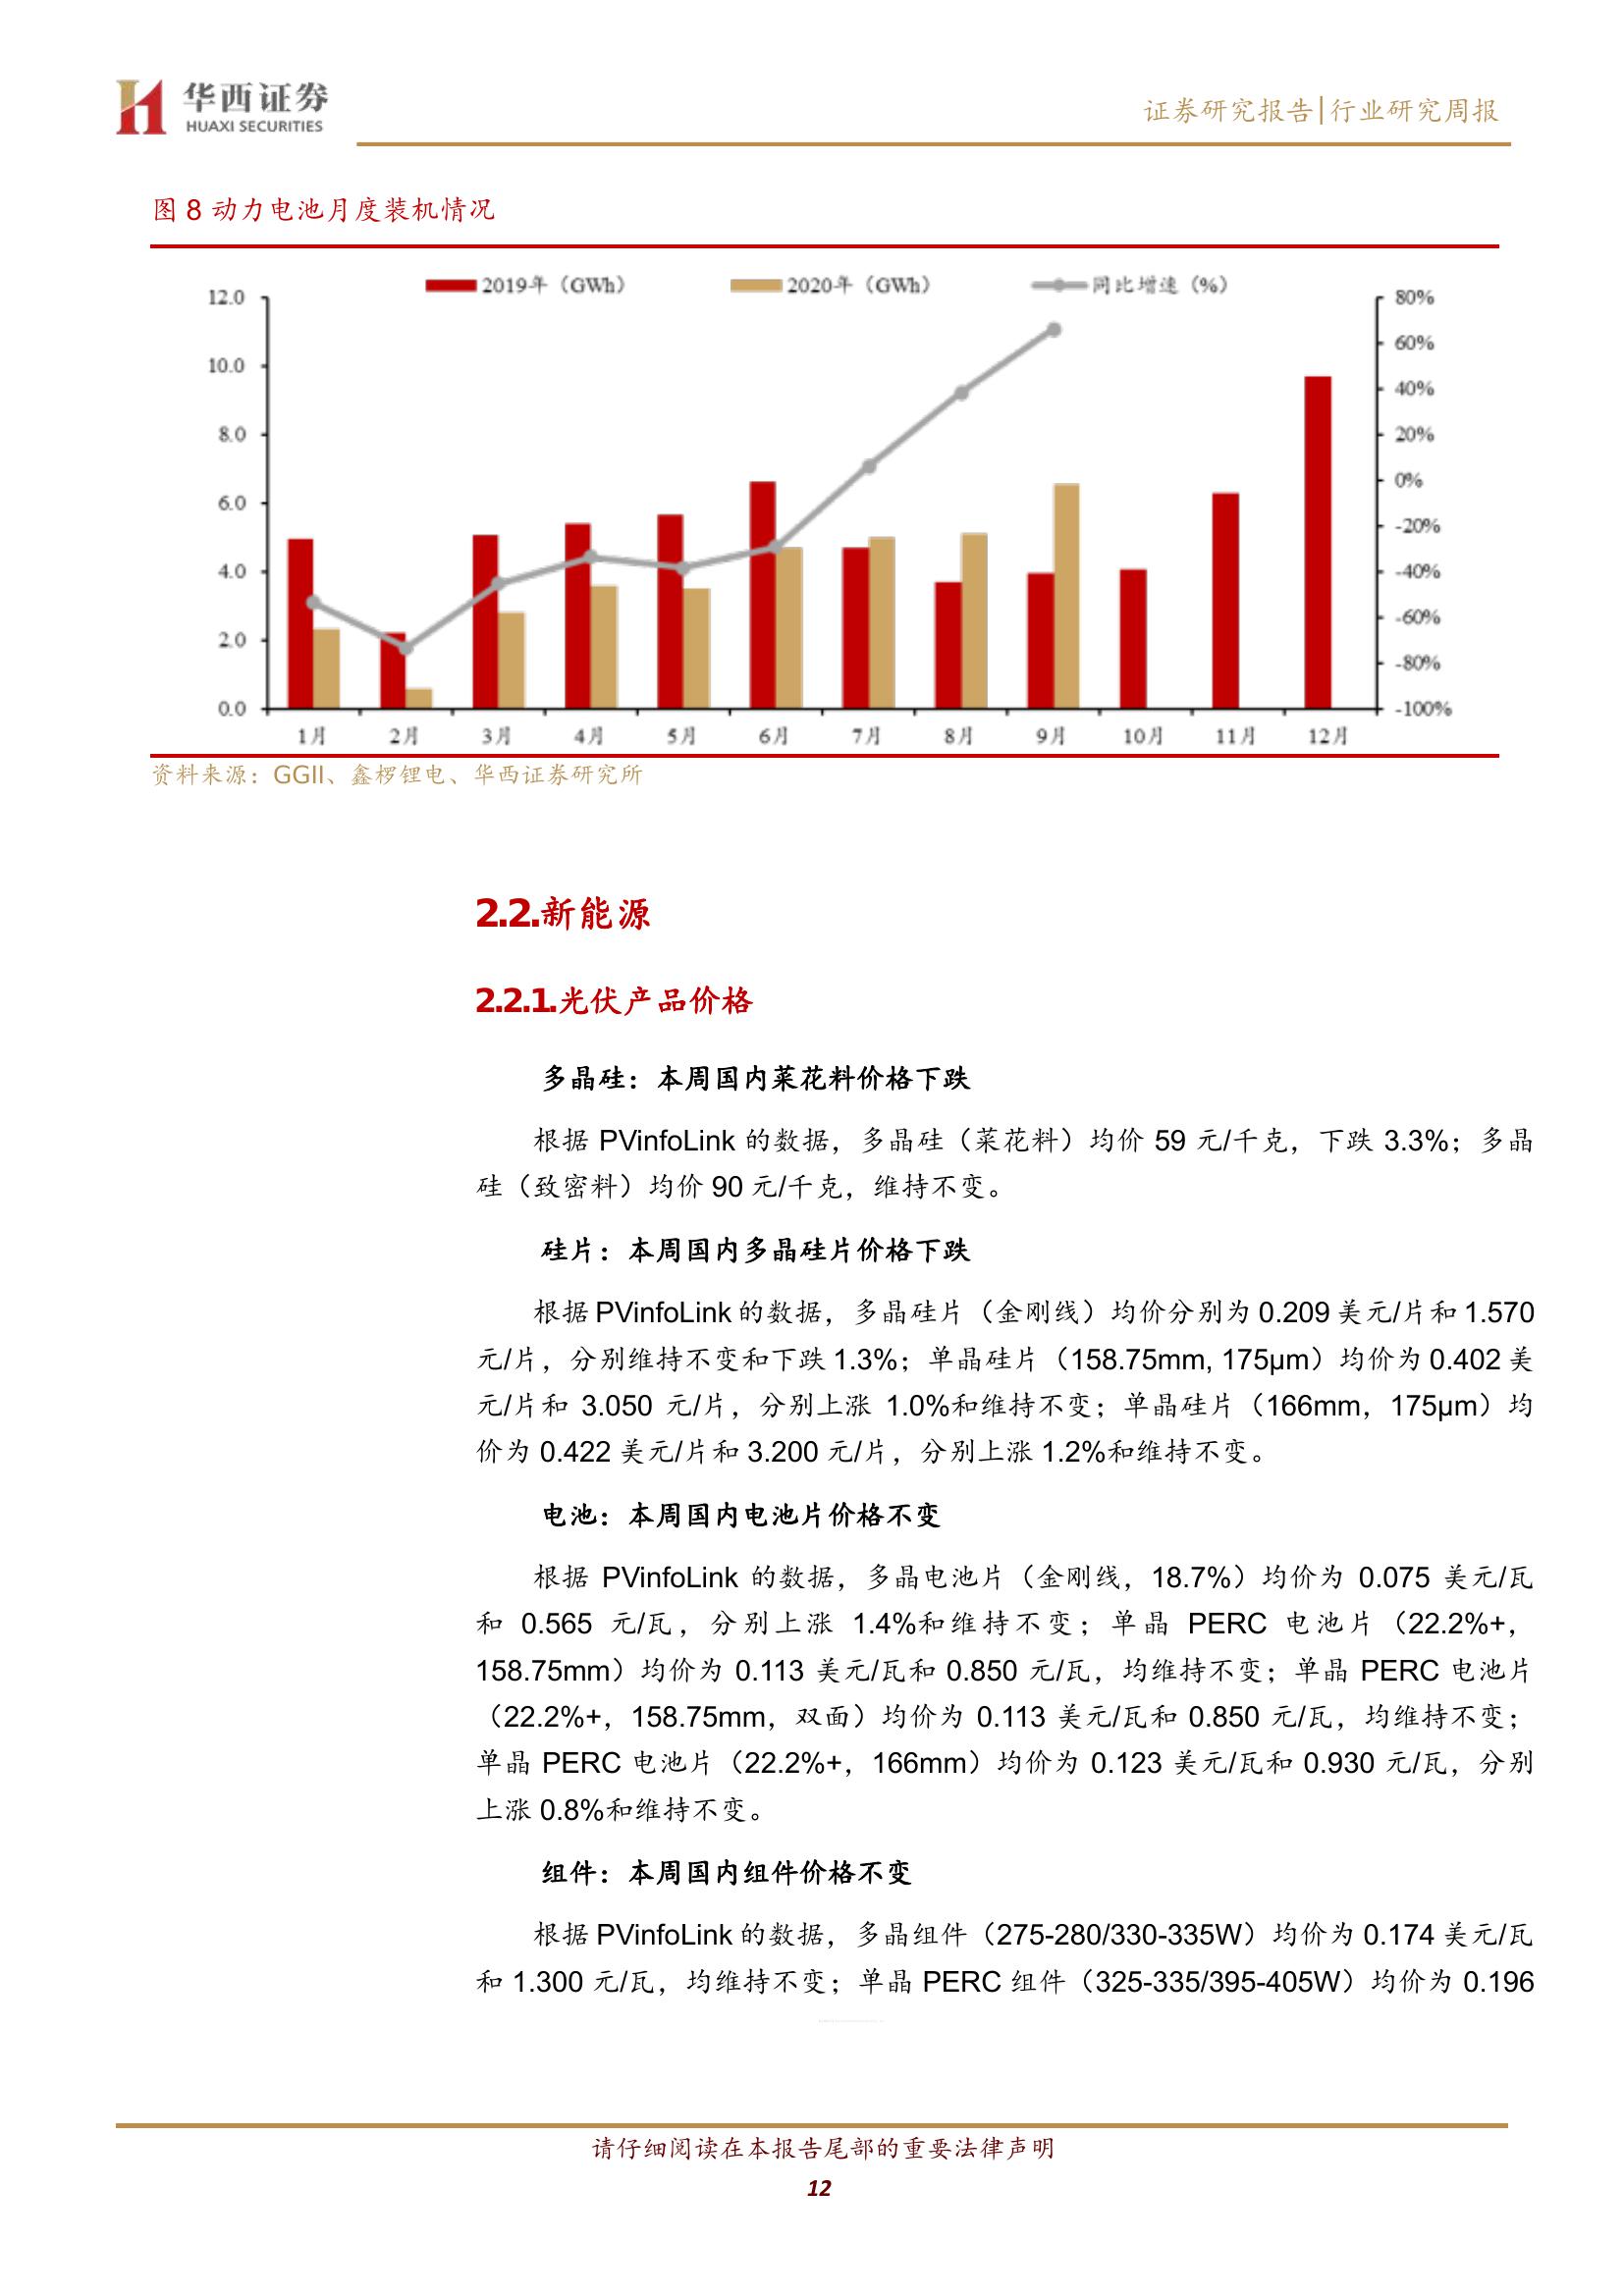 华西证券
HUAXI SECURITIES
证券研究报告|行业研究周报
图 8 动力电池月度装机情况
2019年（GWh） 2020年（GWh） 同比增速（%）
12.0
10.0
8.0
6.0
4.0
2.0
0.0
80%
60%
40%
20%
0%
-20%
-40%
-60%
-80%
-100%
1月 2月 3月 4月 5月 6月 7月 8月 9月 10月 11月 12月
资料来源：GGII、鑫椤锂电、华西证券研究所
2.2.新能源
2.2.1.光伏产品价格
多晶硅：本周国内菜花料价格下跌
根据 PVinfoLink 的数据，多晶硅（菜花料）均价 59 元/千克，下跌 3.3%；多晶
硅（致密料）均价 90 元/千克，维持不变。
硅片：本周国内多晶硅片价格下跌
根据 PVinfoLink 的数据，多晶硅片（金刚线）均价分别为 0.209 美元/片和 1.570
元/片，分别维持不变和下跌 1.3%；单晶硅片（158.75mm, 175μm）均价为 0.402 美
元/片和 3.050 元/片，分别上涨 1.0%和维持不变；单晶硅片（166mm，175μm）均
价为 0.422 美元/片和 3.200 元/片，分别上涨 1.2%和维持不变。
电池：本周国内电池片价格不变
根据 PVinfoLink 的数据，多晶电池片（金刚线，18.7%）均价为 0.075 美元/瓦
和 0.565 元/瓦，分别上涨 1.4%和维持不变；单晶 PERC 电池片（22.2%+，
158.75mm）均价为 0.113 美元/瓦和 0.850 元/瓦，均维持不变；单晶 PERC 电池片
（22.2%+，158.75mm，双面）均价为 0.113 美元/瓦和 0.850 元/瓦，均维持不变；
单晶 PERC 电池片（22.2%+，166mm）均价为 0.123 美元/瓦和 0.930 元/瓦，分别
上涨 0.8%和维持不变。
组件：本周国内组件价格不变
根据 PVinfoLink 的数据，多晶组件（275-280/330-335W）均价为 0.174 美元/瓦
和 1.300 元/瓦，均维持不变；单晶 PERC 组件（325-335/395-405W）均价为 0.196
请仔细阅读在本报告尾部的重要法律声明
12